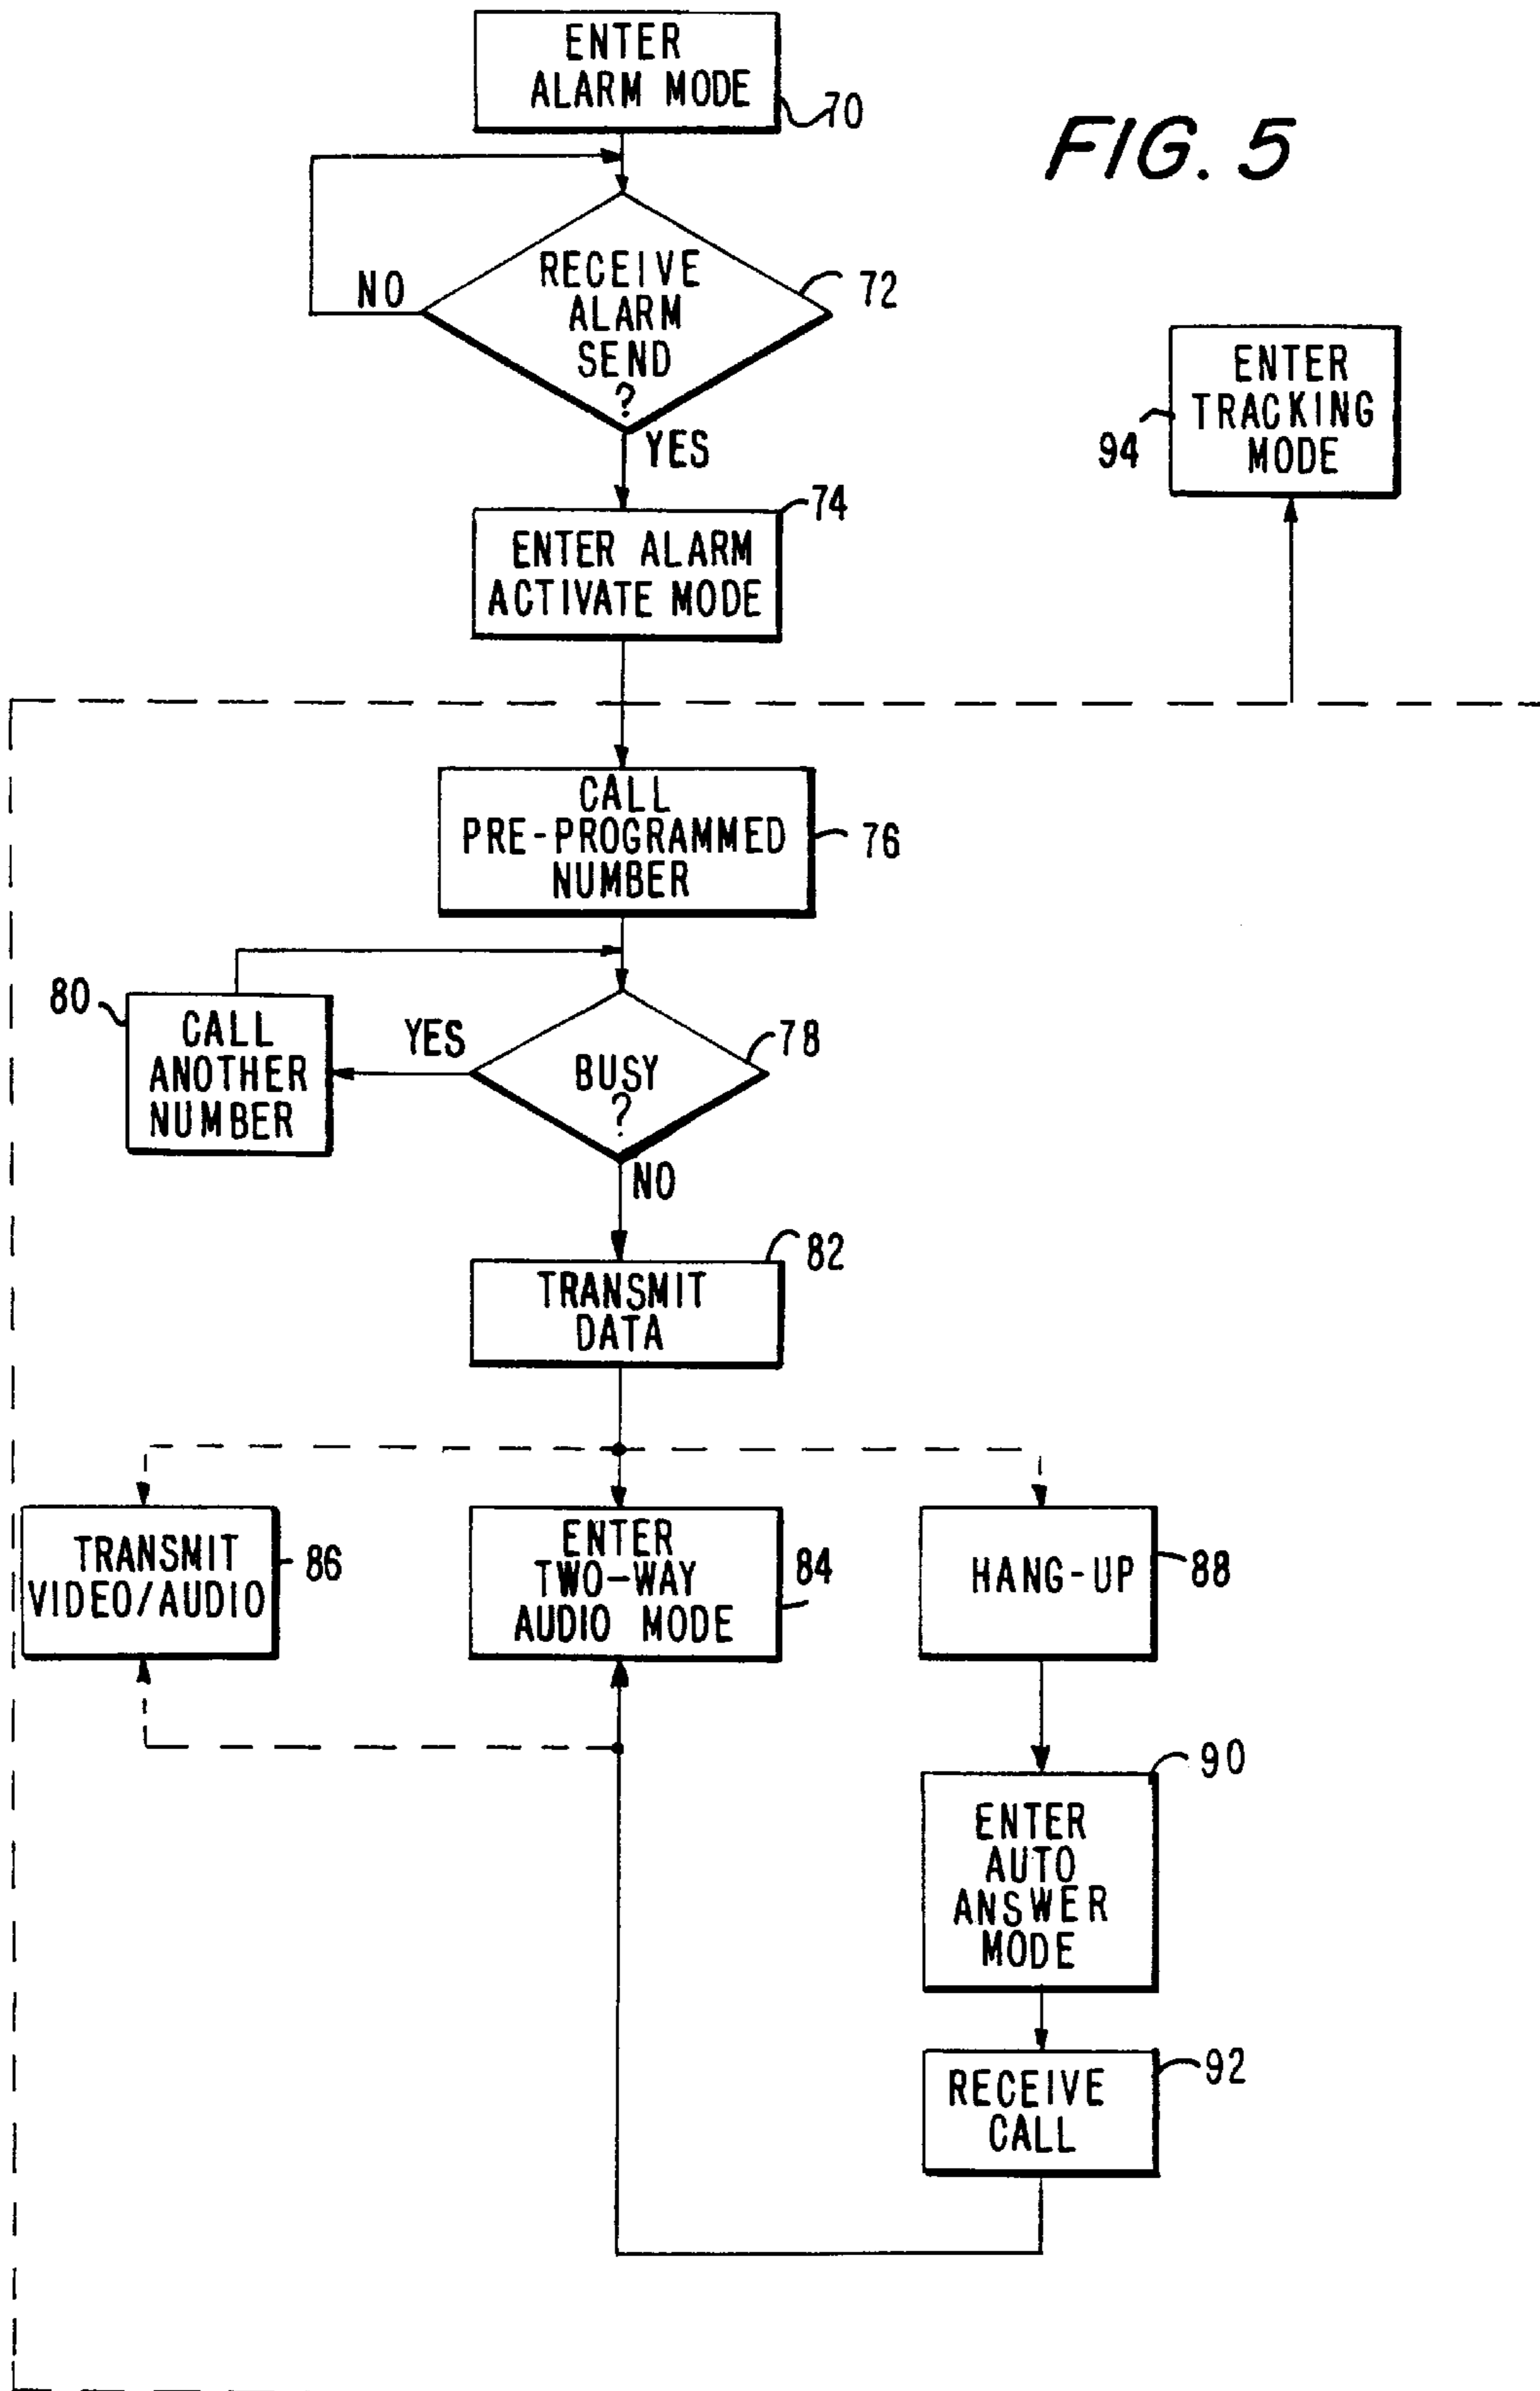 ENTER
ALARM MODE
70
FIG. 5
NO
RECEIVE
ALARM
SEND
?
72
YES
ENTER
TRACKING
MODE
94
74
ENTER ALARM
ACTIVATE MODE
CALL
PRE-PROGRAMMED
NUMBER
76
80
CALL
ANOTHER
NUMBER
YES
BUSY
?
78
NO
82
TRANSMIT
DATA
TRANSMIT
VIDEO/AUDIO
86
ENTER
TWO-WAY
AUDIO MODE
84
HANG-UP
88
90
ENTER
AUTO
ANSWER
MODE
RECEIVE
CALL
92